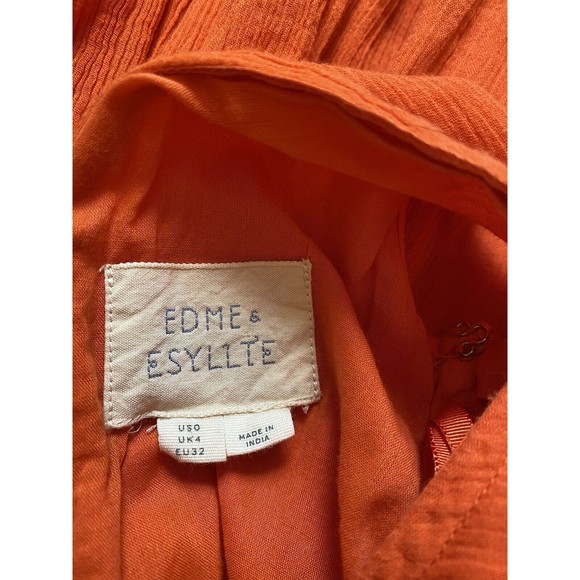 EDME &
ESYLLTE
US0
UK4
EU32
MADE IN
INDIA